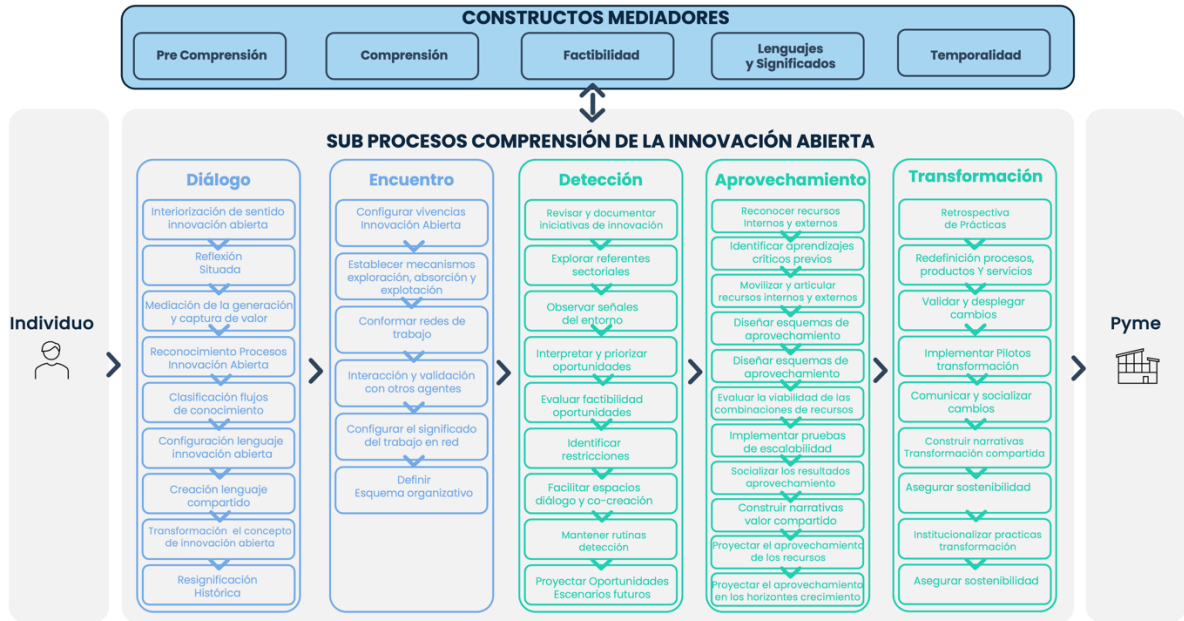 CONSTRUCTOS MEDIADORES
Pre Comprensión
Comprensión
Factibilidad
Lenguajes
y Significados
Temporalidad
SUB PROCESOS COMPRENSIÓN DE LA INNOVACIÓN ABIERTA
Individuo
Diálogo
Interiorización de sentido
innovación abierta
Reflexión
Situada
Mediación de la generación
y captura de valor
Reconocimiento Procesos
Innovación Abierta
Clasificación flujos
de conocimiento
Configuración lenguaje
innovación abierta
Creación lenguaje
compartido
Transformación el concepto
de innovación abierta
Resignificación
Histórica
Encuentro
Configurar vivencias
Innovación Abierta
Establecer mecanismos
exploración, absorción y
explotación
Conformar redes de
trabajo
Interacción y validación
con otros agentes
Configurar el significado
del trabajo en red
Definir
Esquema organizativo
Detección
Revisar y documentar
iniciativas de innovación
Explorar referentes
sectoriales
Observar señales
del entorno
Interpretar y priorizar
oportunidades
Evaluar factibilidad
oportunidades
Identificar
restricciones
Facilitar espacios
diálogo y co-creación
Mantener rutinas
detección
Proyectar Oportunidades
Escenarios futuros
Aprovechamiento
Reconocer recursos
Internos y externos
Identificar aprendizajes
críticos previos
Movilizar y articular
recursos internos y externos
Diseñar esquemas de
aprovechamiento
Diseñar esquemas de
aprovechamiento
Evaluar la viabilidad de las
combinaciones de recursos
Implementar pruebas
de escalabilidad
Socializar los resultados
aprovechamiento
Construir narrativas
valor compartido
Proyectar el aprovechamiento
de los recursos
Proyectar el aprovechamiento
en los horizontes crecimiento
Transformación
Retrospectiva
de Prácticas
Redefinición procesos,
productos Y servicios
Validar y desplegar
cambios
Implementar Pilotos
transformación
Comunicar y socializar
cambios
Construir narrativas
Transformación compartida
Asegurar sostenibilidad
Institucionalizar practicas
transformación
Asegurar sostenibilidad
Pyme